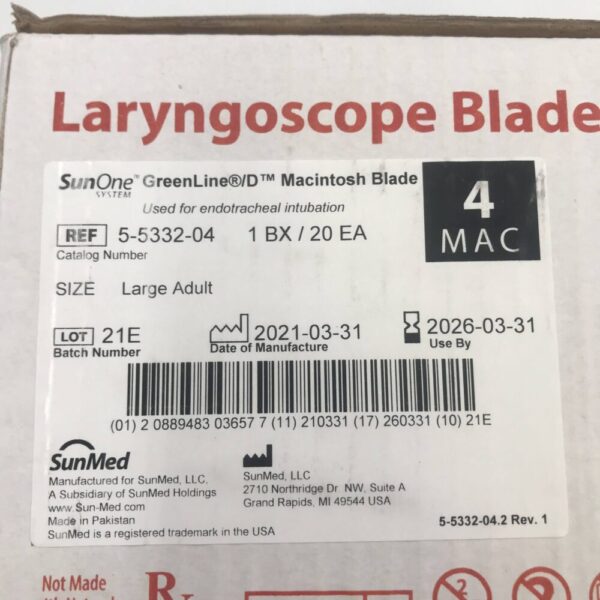 Laryngoscope Blade
SunOne™ GreenLine®/D™ Macintosh Blade
SYSTEM
Used for endotracheal intubation
4
MAC
REF 5-5332-04 1 BX / 20 EA
Catalog Number
SIZE Large Adult
LOT 21E 2021-03-31 2026-03-31
Batch Number Date of Manufacture Use By
(01) 2 0889483 03657 7 (11) 210331 (17) 260331 (10) 21E
SunMed
Manufactured for SunMed, LLC.
A Subsidiary of SunMed Holdings
www.Sun-Med.com
Made in Pakistan
SunMed is a registered trademark in the USA
SunMed, LLC
2710 Northridge Dr. NW, Suite A
Grand Rapids, MI 49544 USA
5-5332-04.2 Rev. 1
Not Made
Rx
2